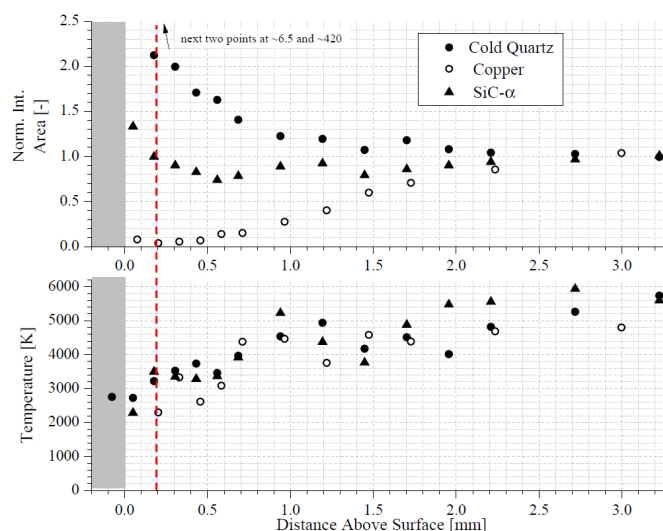 next two points at ~6.5 and ~420
2.5
2.0
1.5
1.0
0.5
0.0
Norm. Int.
Area [-]
Cold Quartz
Copper
SiC-α
0.0 0.5 1.0 1.5 2.0 2.5 3.0
6000
5000
4000
3000
2000
1000
0
Temperature [K]
0.0 0.5 1.0 1.5 2.0 2.5 3.0
Distance Above Surface [mm]